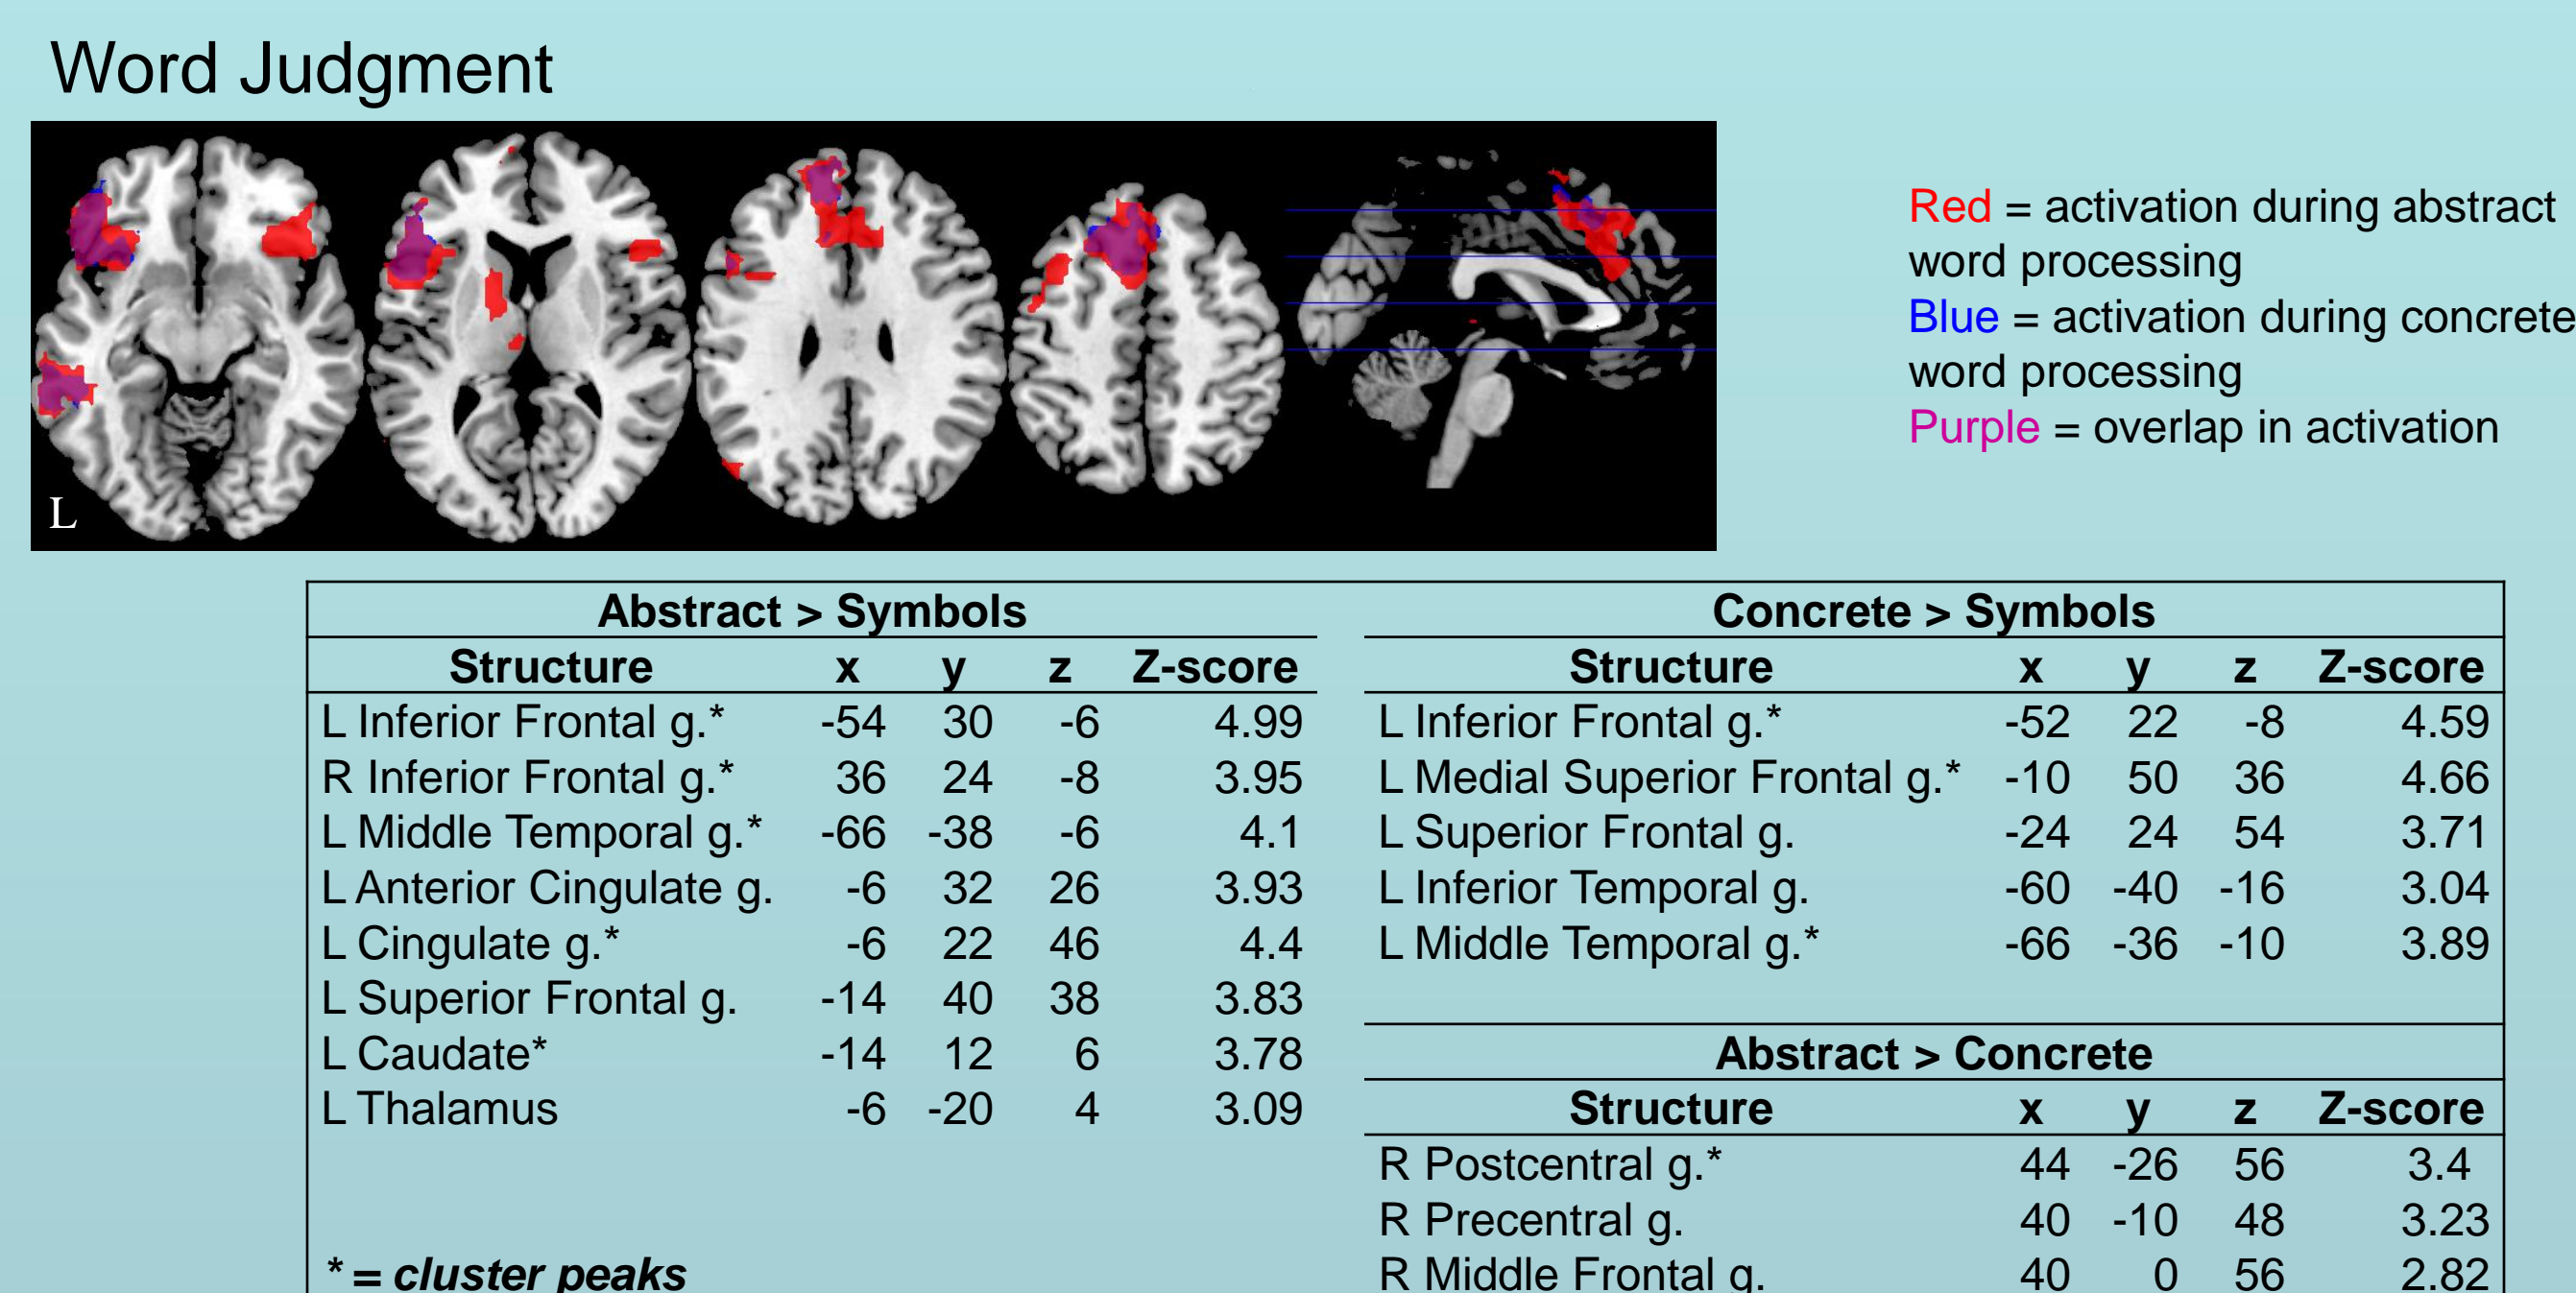 Word Judgment
L
Red = activation during abstract
word processing
Blue = activation during concrete
word processing
Purple = overlap in activation
Abstract > Symbols
Structure x y z Z-score
L Inferior Frontal g.* -54 30 -6 4.99
R Inferior Frontal g.* 36 24 -8 3.95
L Middle Temporal g.* -66 -38 -6 4.1
L Anterior Cingulate g. -6 32 26 3.93
L Cingulate g.* -6 22 46 4.4
L Superior Frontal g. -14 40 38 3.83
L Caudate* -14 12 6 3.78
L Thalamus -6 -20 4 3.09
* = cluster peaks
Concrete > Symbols
Structure x y z Z-score
L Inferior Frontal g.* -52 22 -8 4.59
L Medial Superior Frontal g.* -10 50 36 4.66
L Superior Frontal g. -24 24 54 3.71
L Inferior Temporal g. -60 -40 -16 3.04
L Middle Temporal g.* -66 -36 -10 3.89
Abstract > Concrete
Structure x y z Z-score
R Postcentral g.* 44 -26 56 3.4
R Precentral g. 40 -10 48 3.23
R Middle Frontal g. 40 0 56 2.82